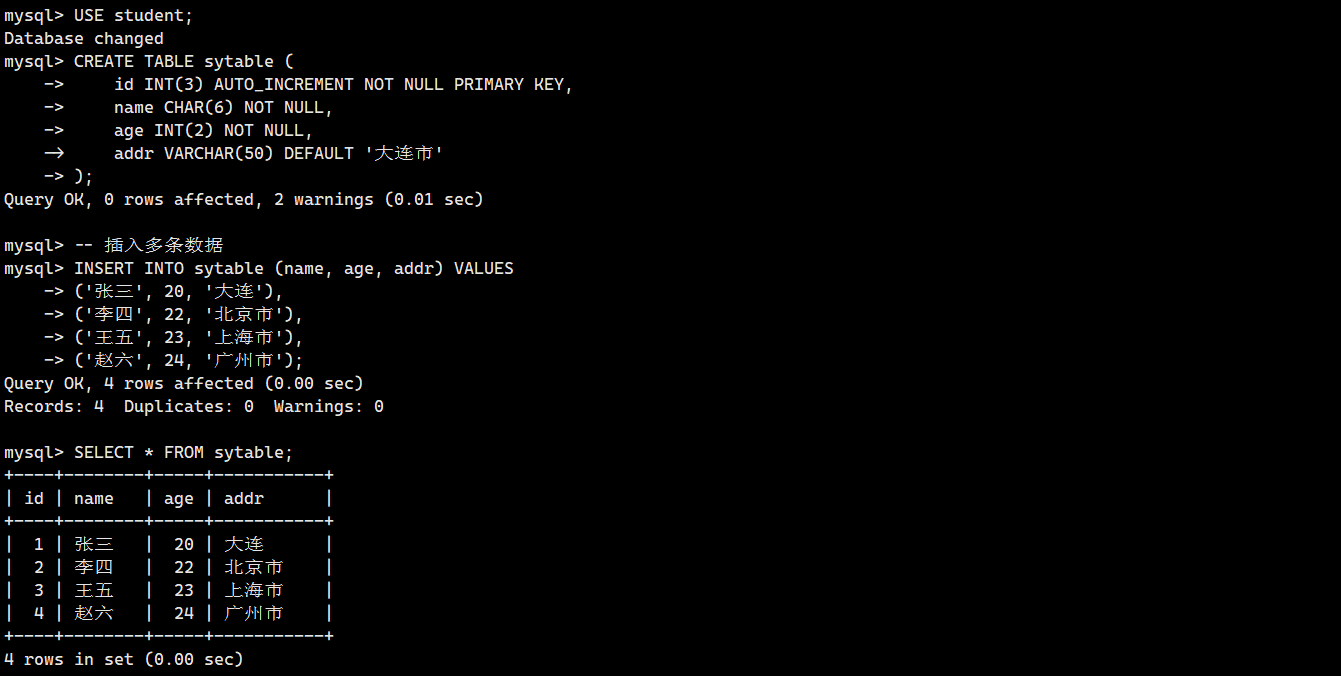 mysql> USE student;
Database changed
mysql> CREATE TABLE sytable (
    ->     id INT(3) AUTO_INCREMENT NOT NULL PRIMARY KEY,
    ->     name CHAR(6) NOT NULL,
    ->     age INT(2) NOT NULL,
    ->     addr VARCHAR(50) DEFAULT '大连市'
    -> );
Query OK, 0 rows affected, 2 warnings (0.01 sec)

mysql> -- 插入多条数据
mysql> INSERT INTO sytable (name, age, addr) VALUES
    -> ('张三', 20, '大连'),
    -> ('李四', 22, '北京市'),
    -> ('王五', 23, '上海市'),
    -> ('赵六', 24, '广州市');
Query OK, 4 rows affected (0.00 sec)
Records: 4  Duplicates: 0  Warnings: 0

mysql> SELECT * FROM sytable;
+----+--------+-----+-----------+
| id | name   | age | addr      |
+----+--------+-----+-----------+
|  1 | 张三   |  20 | 大连      |
|  2 | 李四   |  22 | 北京市    |
|  3 | 王五   |  23 | 上海市    |
|  4 | 赵六   |  24 | 广州市    |
+----+--------+-----+-----------+
4 rows in set (0.00 sec)